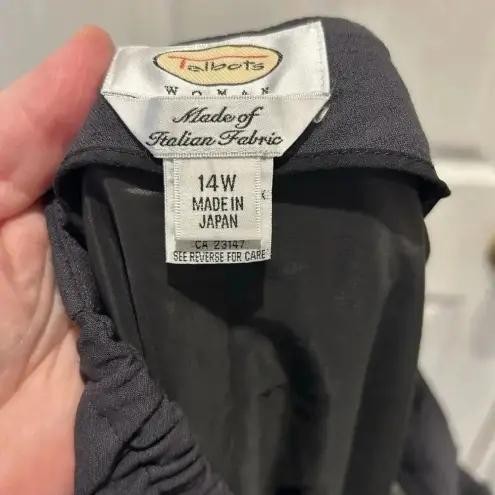 Talbots
WOMAN
Made of
Italian Fabric
14W
MADE IN
JAPAN
CA 23147
SEE REVERSE FOR CARE